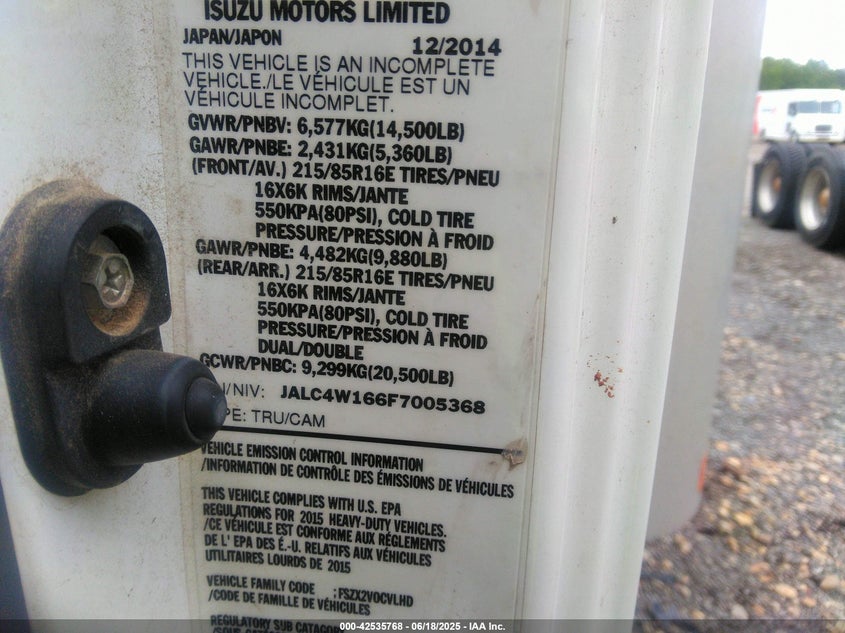 ISUZU MOTORS LIMITED
JAPAN/JAPON 12/2014
THIS VEHICLE IS AN INCOMPLETE
VEHICLE./LE VÉHICULE EST UN
VÉHICULE INCOMPLET.
GVWR/PNBV: 6,577KG(14,500LB)
GAWR/PNBE: 2,431KG(5,360LB)
(FRONT/AV.) 215/85R16E TIRES/PNEU
16X6K RIMS/JANTE
550KPA(80PSI), COLD TIRE
PRESSURE/PRESSION À FROID
GAWR/PNBE: 4,482KG(9,880LB)
(REAR/ARR.) 215/85R16E TIRES/PNEU
16X6K RIMS/JANTE
550KPA(80PSI), COLD TIRE
PRESSURE/PRESSION À FROID
DUAL/DOUBLE
GCWR/PNBC: 9,299KG(20,500LB)
/NIV: JALC4W166F7005368
PE: TRU/CAM
VEHICLE EMISSION CONTROL INFORMATION
/INFORMATION DE CONTRÔLE DES ÉMISSIONS DE VÉHICULES
THIS VEHICLE COMPLIES WITH U.S. EPA
REGULATIONS FOR 2015 HEAVY-DUTY VEHICLES.
/CE VÉHICULE EST CONFORME AUX RÉGLEMENTS
DE L' EPA DES É.-U. RELATIFS AUX VÉHICULES
UTILITAIRES LOURDS DE 2015
VEHICLE FAMILY CODE : FSZX2VOCVLHD
/CODE DE FAMILLE DE VÉHICULES
REGULATORY SUB
000-42535768 - 06/18/2025 - IAA Inc.